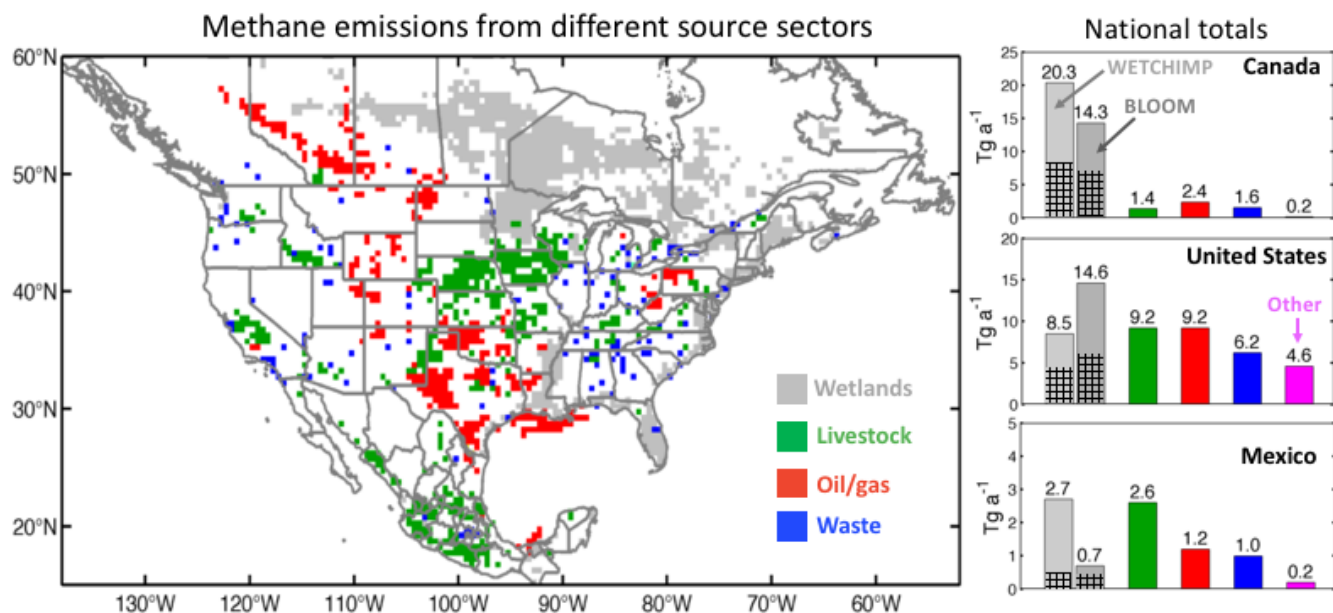 Methane emissions from different source sectors
National totals
60°N
50°N
40°N
30°N
20°N
130°W
120°W
110°W
100°W
90°W
80°W
70°W
60°W
Wetlands
Livestock
Oil/gas
Waste
25
20
15
10
5
0
Tg a⁻¹
20.3
WETCHIMP
Canada
14.3
BLOOM
1.4
2.4
1.6
0.2
20
15
10
5
0
Tg a⁻¹
United States
8.5
14.6
9.2
9.2
6.2
Other
4.6
5
4
3
2
1
0
Tg a⁻¹
Mexico
2.7
0.7
2.6
1.2
1.0
0.2